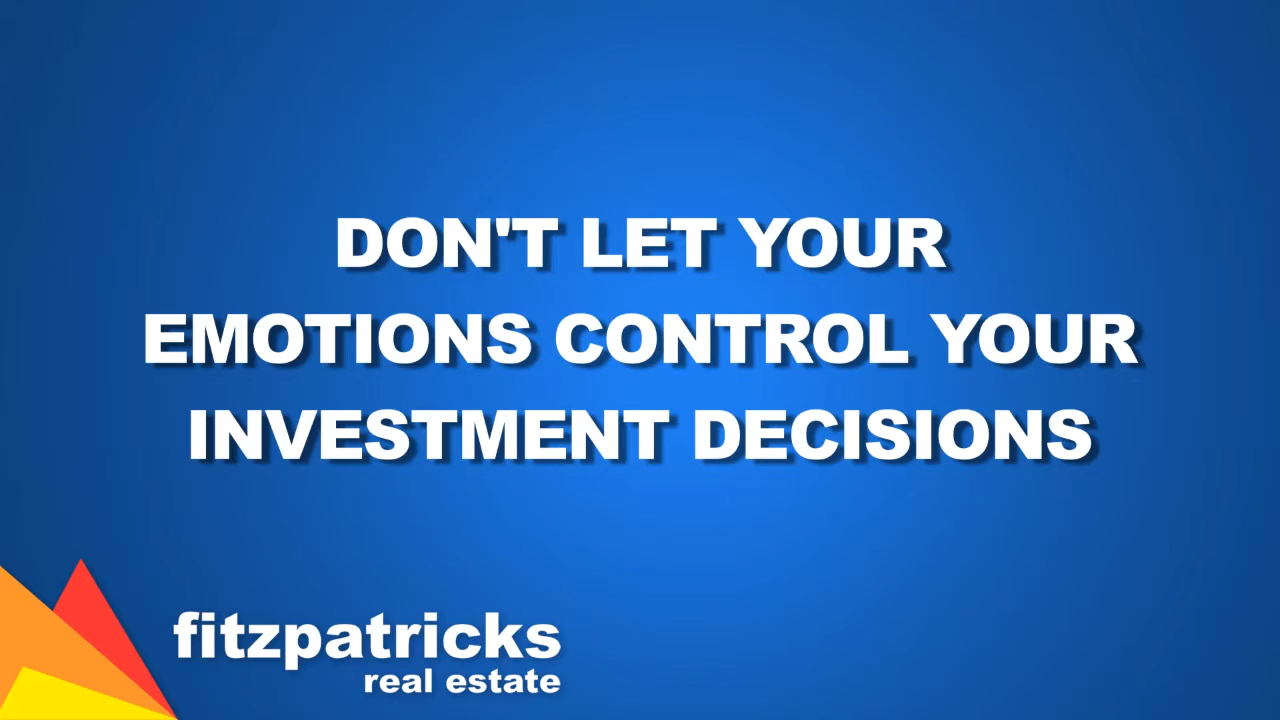 DON'T LET YOUR
EMOTIONS CONTROL YOUR
INVESTMENT DECISIONS
fitzpatricks
real estate